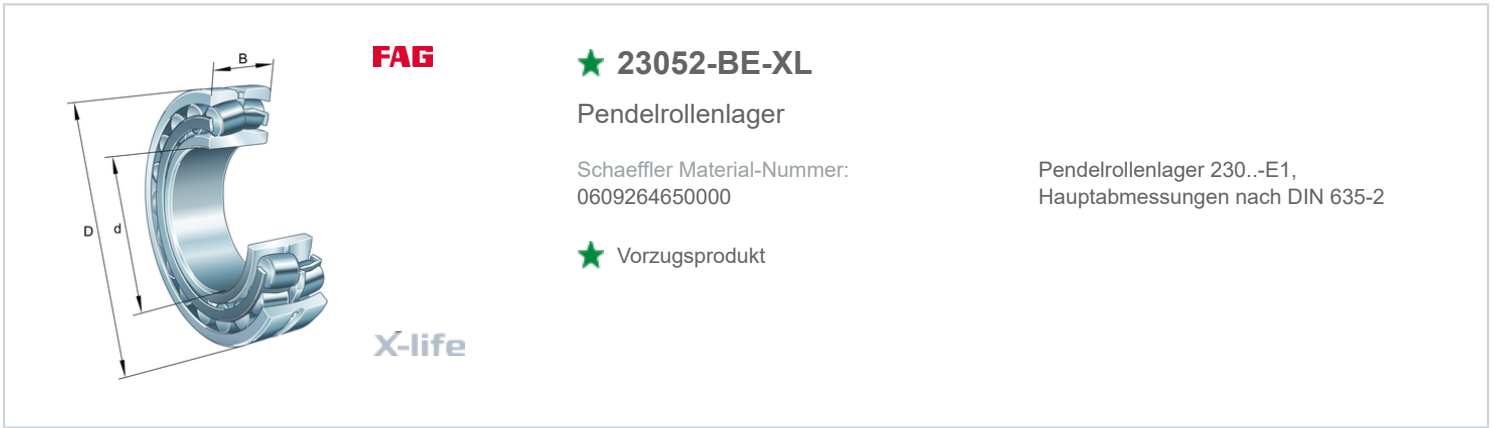 FAG
B
D
d
X-life
23052-BE-XL
Pendelrollenlager
Schaeffler Material-Nummer:
0609264650000
Vorzugsprodukt
Pendelrollenlager 230..-E1,
Hauptabmessungen nach DIN 635-2